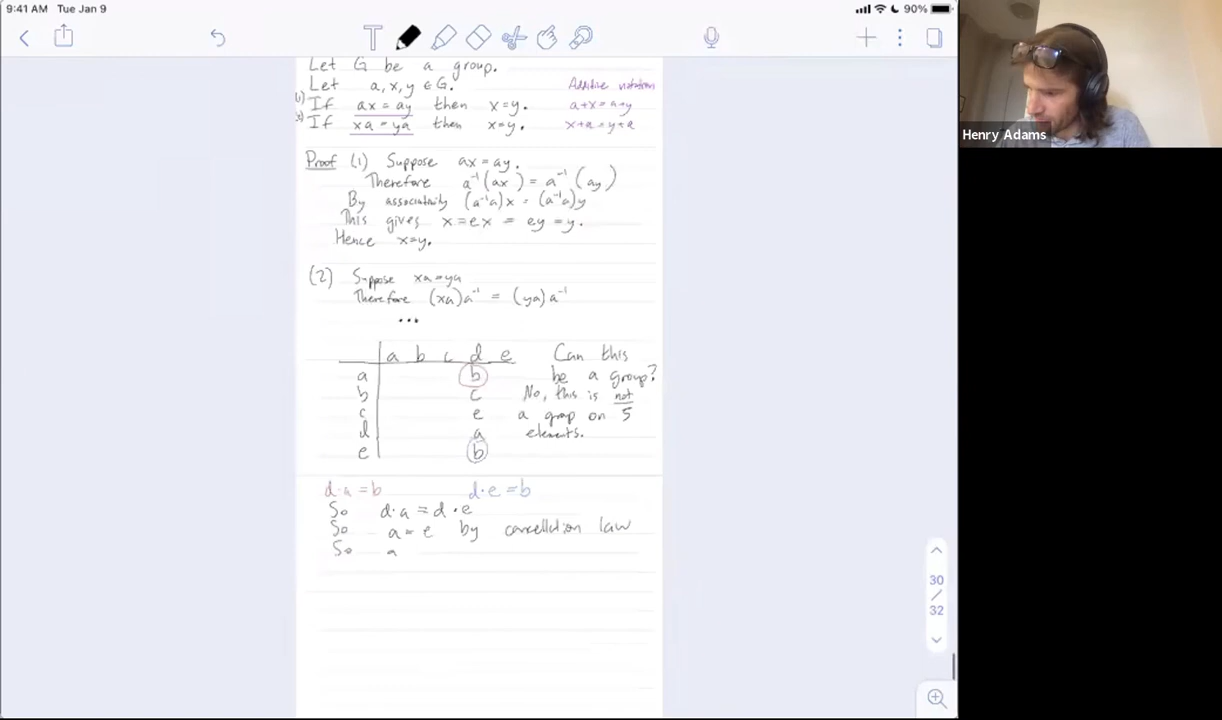 9:41 AM Tue Jan 9
90%
Let G be a group.
Let a, x, y ∈ G.
Additive notation
(1) If ax = ay then x=y.
a+x = a+y
(2) If xa = ya then x=y.
x+a = y+a
Proof (1) Suppose ax = ay.
Therefore a⁻¹(ax) = a⁻¹(ay)
By associativity (a⁻¹a)x = (a⁻¹a)y
This gives x = ex = ey = y.
Hence x=y.
(2) Suppose xa = ya
Therefore (xa)a⁻¹ = (ya)a⁻¹
...
a b c d e
a b
b c
c e
d a
e b
Can this
be a group?
No, this is not
a group on 5
elements.
d·a = b
d·e = b
So d·a = d·e
So a = e by cancellation law
So a
Henry Adams
30
/
32